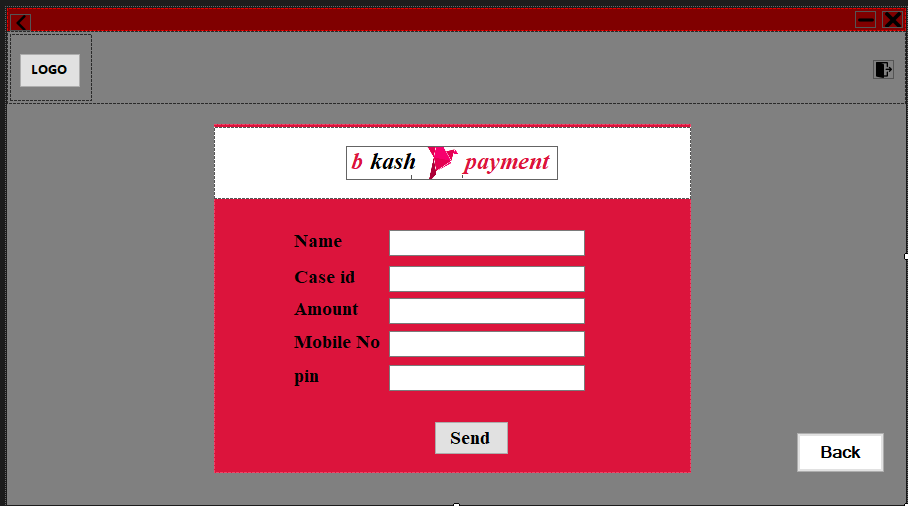 LOGO
b kash payment
Name
Case id
Amount
Mobile No
pin
Send
Back